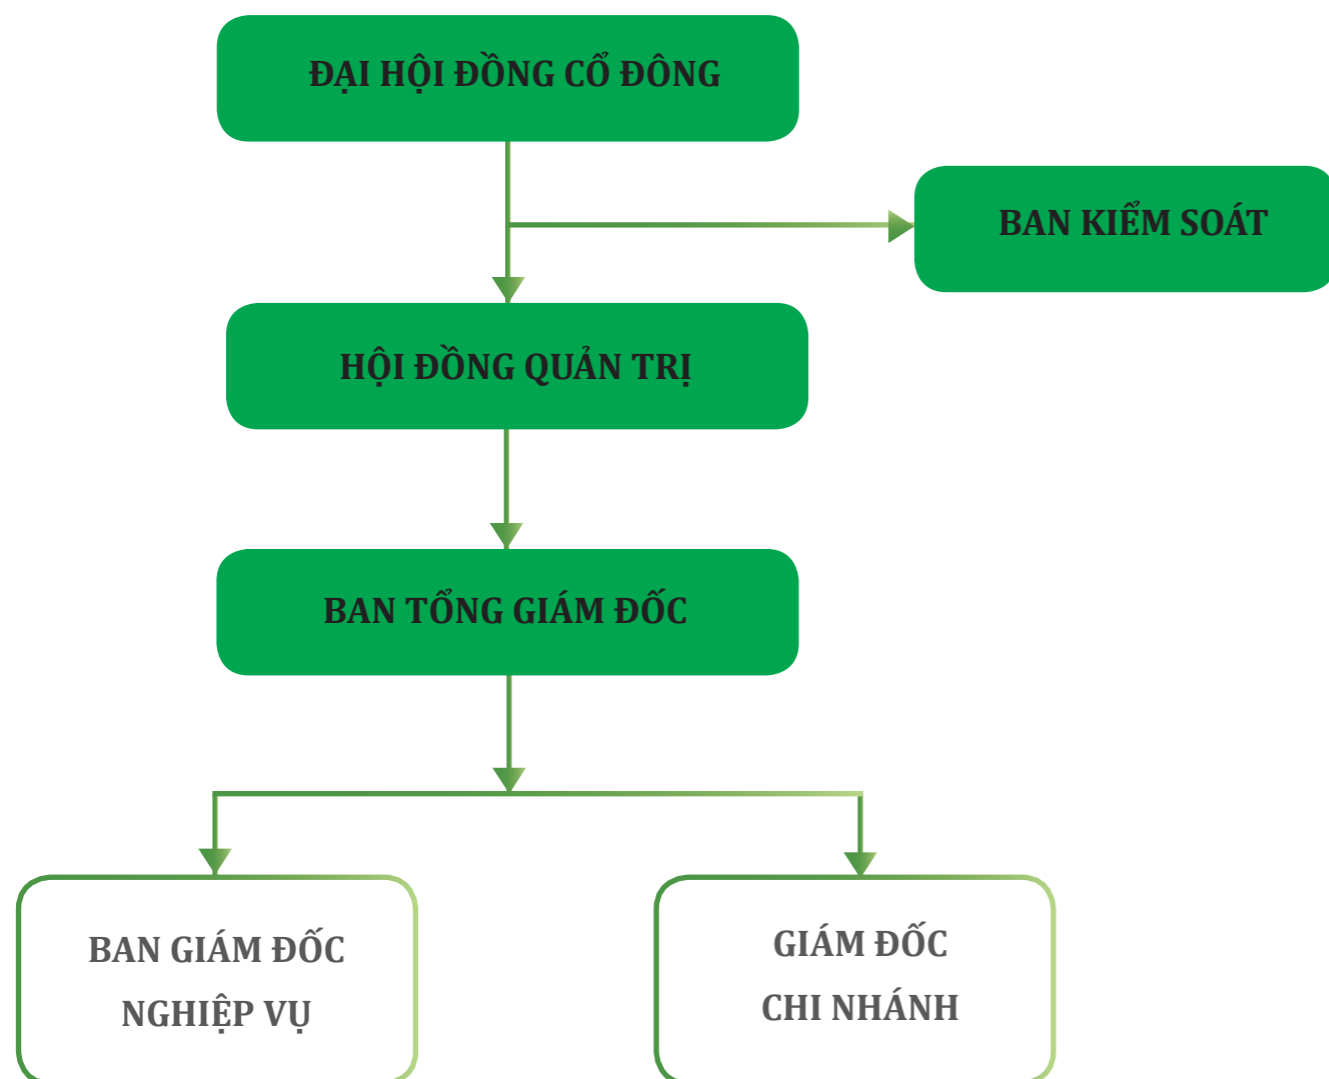 ĐẠI HỘI ĐỒNG CỔ ĐÔNG
BAN KIỂM SOÁT
HỘI ĐỒNG QUẢN TRỊ
BAN TỔNG GIÁM ĐỐC
BAN GIÁM ĐỐC
NGHIỆP VỤ
GIÁM ĐỐC
CHI NHÁNH